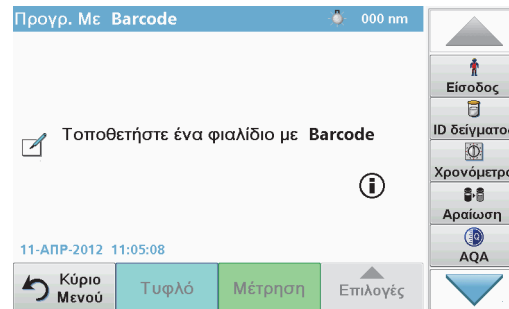 Προγρ. Με Barcode
000 nm
Τοποθετήστε ένα φιαλίδιο με Barcode
11-ΑΠΡ-2012 11:05:08
Κύριο
Μενού
Τυφλό
Μέτρηση
Επιλογές
Είσοδος
ID δείγματο
Χρονόμετρο
Αραίωση
AQA